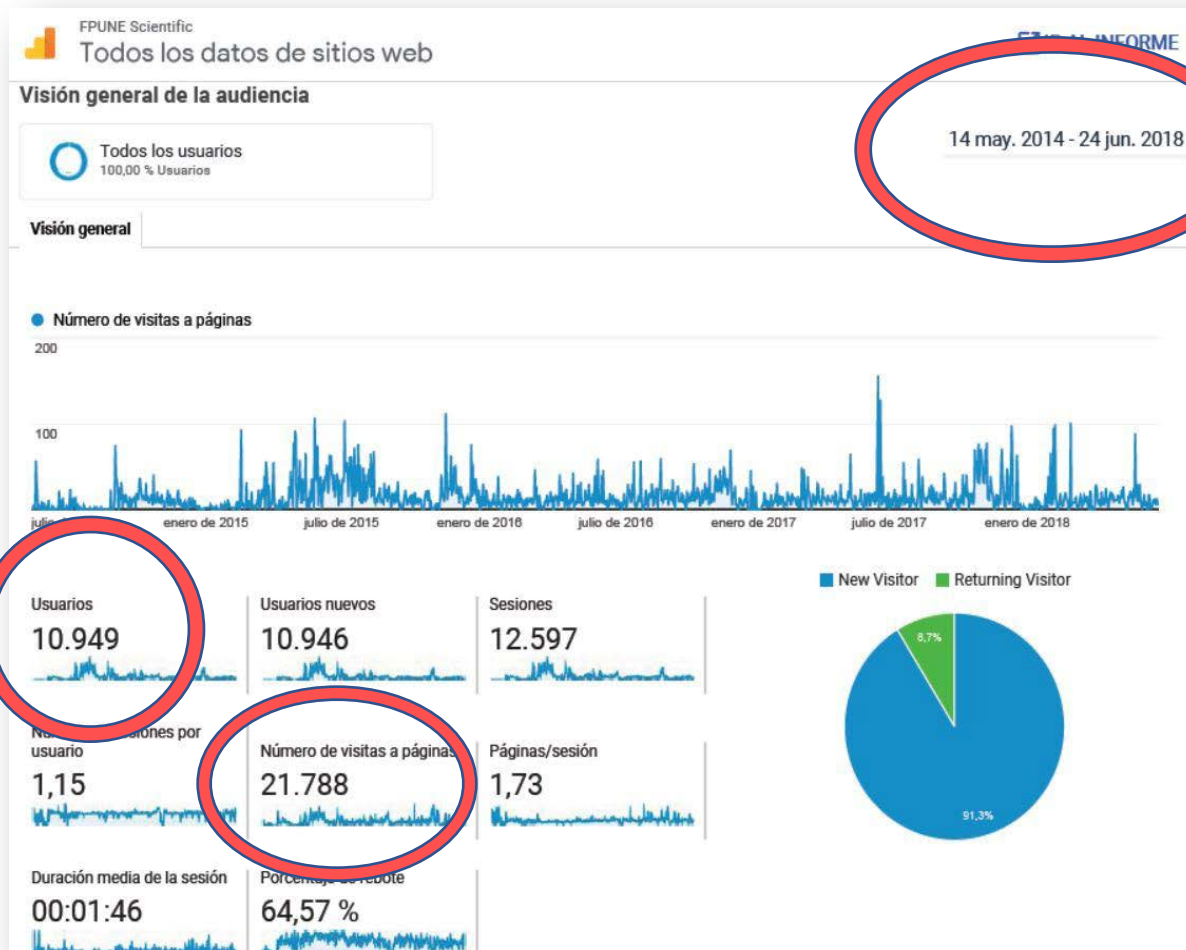 FPUNE Scientific
Todos los datos de sitios web
INFORME
Visión general de la audiencia
Todos los usuarios
100,00 % Usuarios
14 may. 2014 - 24 jun. 2018
Visión general
Número de visitas a páginas
200
100
enero de 2015
julio de 2015
enero de 2016
julio de 2016
enero de 2017
julio de 2017
enero de 2018
New Visitor
Returning Visitor
8,7%
91,3%
Usuarios
10.949
Usuarios nuevos
10.946
Sesiones
12.597
por
usuario
1,15
Número de visitas a páginas
21.788
Páginas/sesión
1,73
Duración media de la sesión
00:01:46
rebote
64,57 %